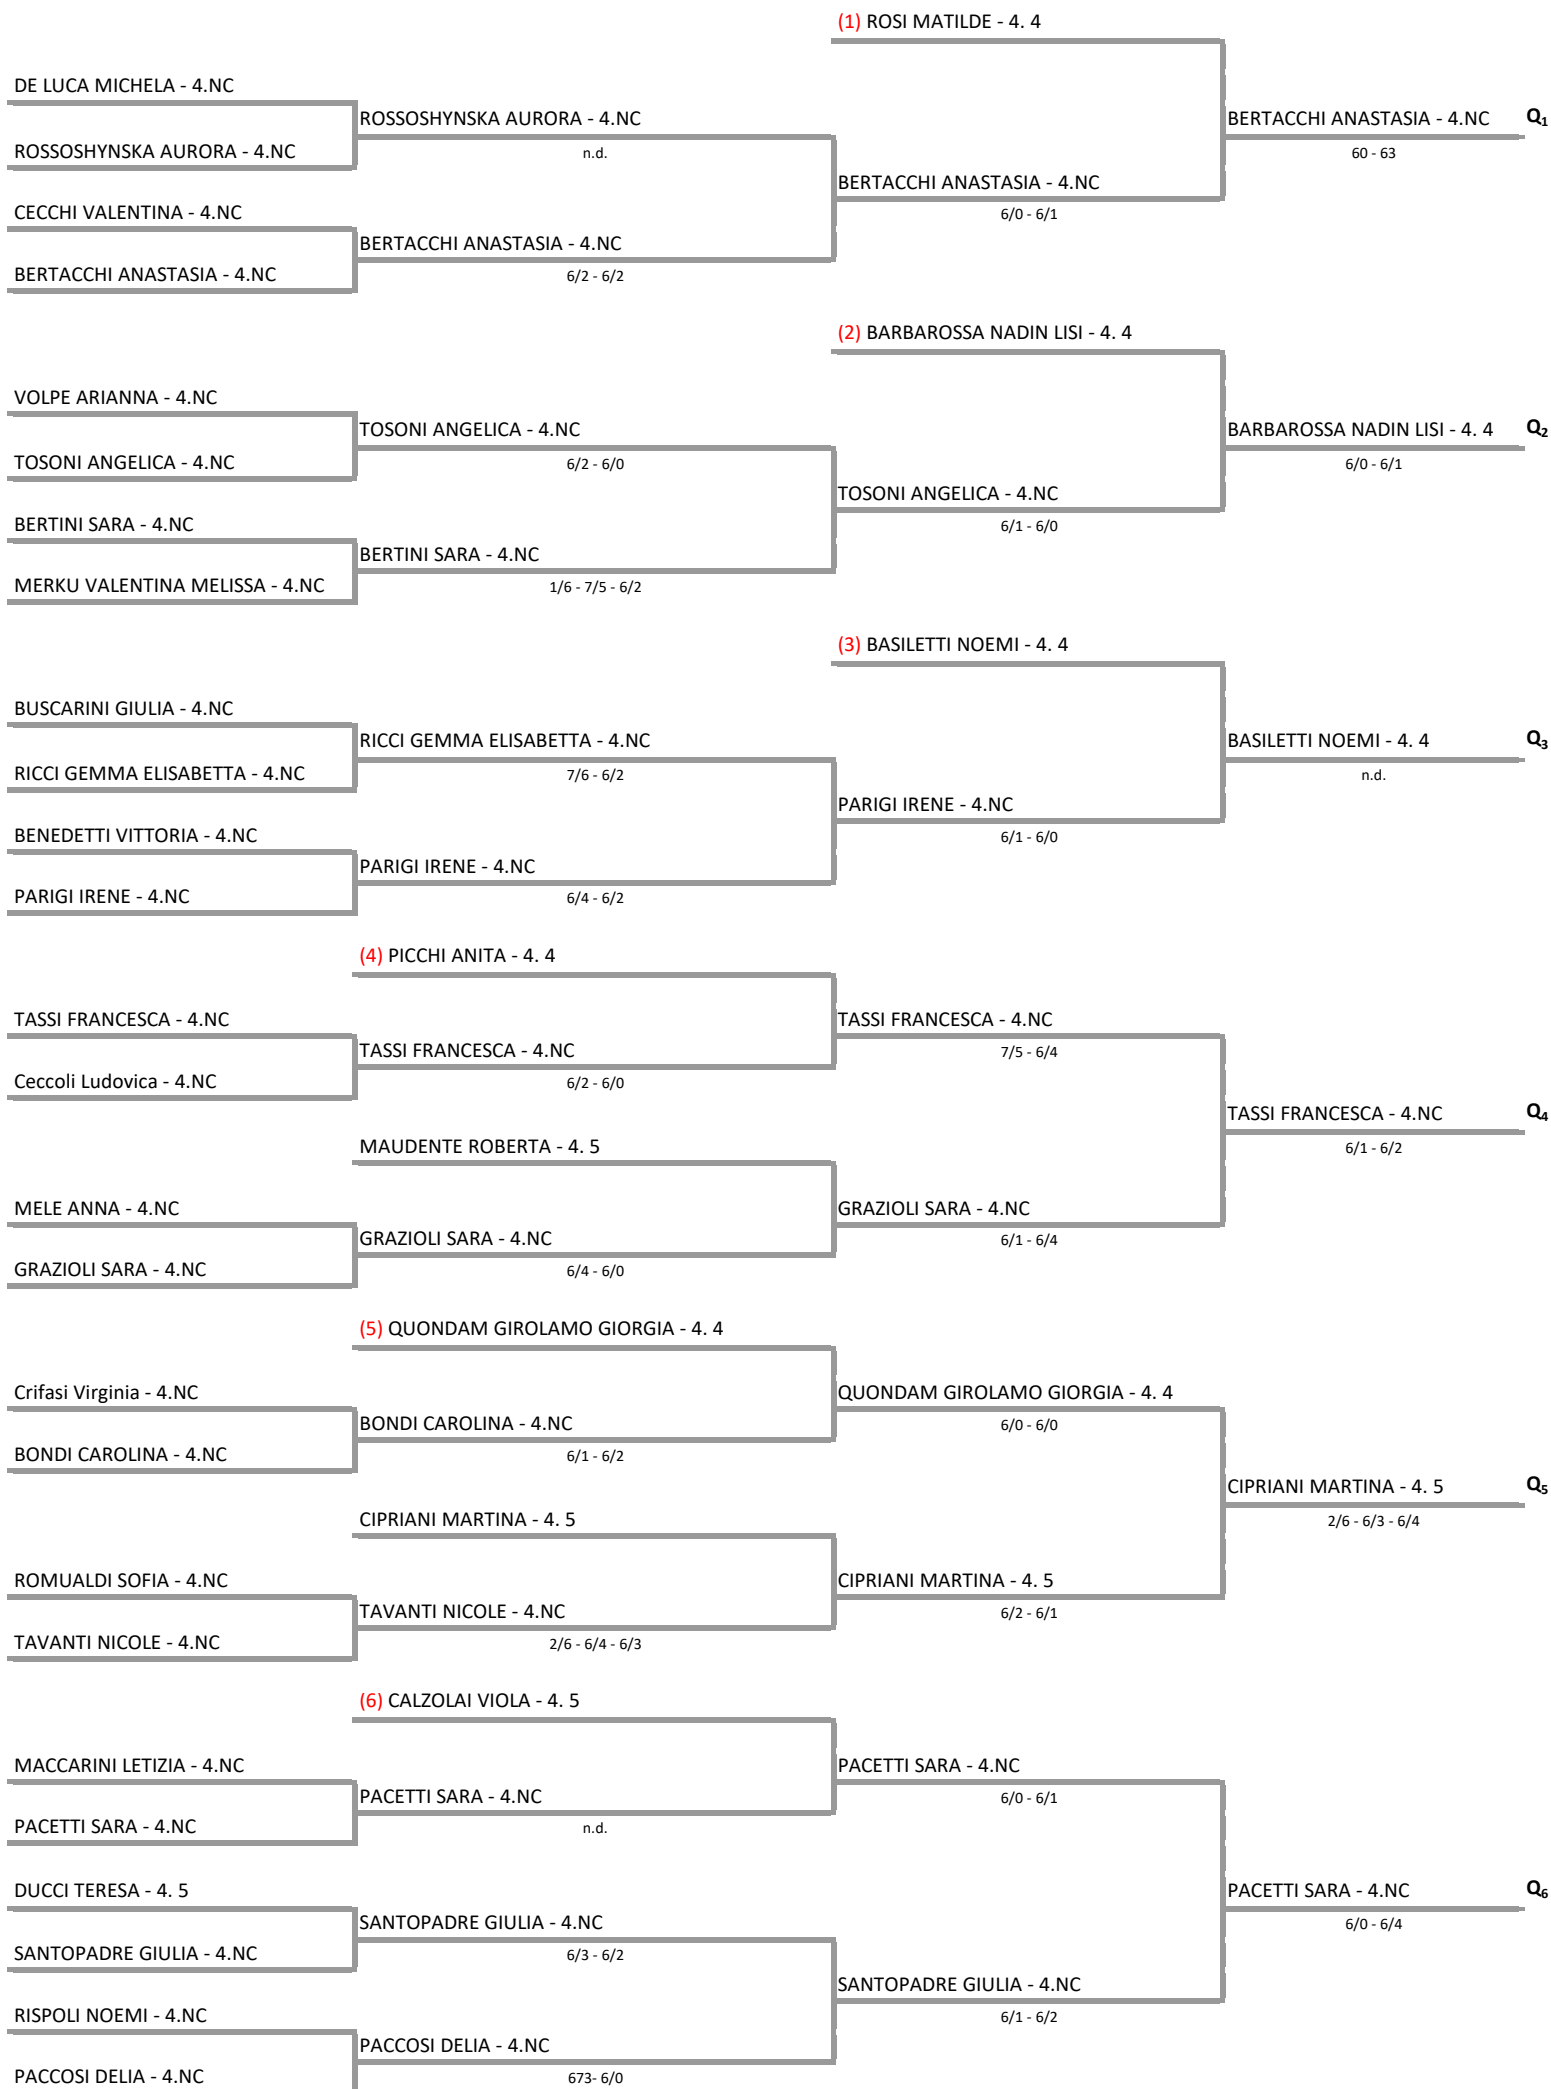 (1) ROSI MATILDE - 4. 4
DE LUCA MICHELA - 4.NC
ROSSOSHYNSKA AURORA - 4.NC
BERTACCHI ANASTASIA - 4.NC Q1
ROSSOSHYNSKA AURORA - 4.NC
n.d.
60 - 63
BERTACCHI ANASTASIA - 4.NC
CECCHI VALENTINA - 4.NC
6/0 - 6/1
BERTACCHI ANASTASIA - 4.NC
BERTACCHI ANASTASIA - 4.NC
6/2 - 6/2
(2) BARBAROSSA NADIN LISI - 4. 4
VOLPE ARIANNA - 4.NC
TOSONI ANGELICA - 4.NC
BARBAROSSA NADIN LISI - 4. 4 Q2
TOSONI ANGELICA - 4.NC
6/2 - 6/0
6/0 - 6/1
TOSONI ANGELICA - 4.NC
BERTINI SARA - 4.NC
6/1 - 6/0
BERTINI SARA - 4.NC
MERKU VALENTINA MELISSA - 4.NC
1/6 - 7/5 - 6/2
(3) BASILETTI NOEMI - 4. 4
BUSCARINI GIULIA - 4.NC
RICCI GEMMA ELISABETTA - 4.NC
BASILETTI NOEMI - 4. 4 Q3
RICCI GEMMA ELISABETTA - 4.NC
7/6 - 6/2
n.d.
PARIGI IRENE - 4.NC
BENEDETTI VITTORIA - 4.NC
6/1 - 6/0
PARIGI IRENE - 4.NC
PARIGI IRENE - 4.NC
6/4 - 6/2
(4) PICCHI ANITA - 4. 4
TASSI FRANCESCA - 4.NC
TASSI FRANCESCA - 4.NC
TASSI FRANCESCA - 4.NC
7/5 - 6/4
Ceccoli Ludovica - 4.NC
6/2 - 6/0
TASSI FRANCESCA - 4.NC Q4
MAUDENTE ROBERTA - 4. 5
6/1 - 6/2
MELE ANNA - 4.NC
GRAZIOLI SARA - 4.NC
GRAZIOLI SARA - 4.NC
6/1 - 6/4
GRAZIOLI SARA - 4.NC
6/4 - 6/0
(5) QUONDAM GIROLAMO GIORGIA - 4. 4
Crifasi Virginia - 4.NC
QUONDAM GIROLAMO GIORGIA - 4. 4
BONDI CAROLINA - 4.NC
6/0 - 6/0
BONDI CAROLINA - 4.NC
6/1 - 6/2
CIPRIANI MARTINA - 4. 5 Q5
CIPRIANI MARTINA - 4. 5
2/6 - 6/3 - 6/4
ROMUALDI SOFIA - 4.NC
CIPRIANI MARTINA - 4. 5
TAVANTI NICOLE - 4.NC
6/2 - 6/1
TAVANTI NICOLE - 4.NC
2/6 - 6/4 - 6/3
(6) CALZOLAI VIOLA - 4. 5
MACCARINI LETIZIA - 4.NC
PACETTI SARA - 4.NC
PACETTI SARA - 4.NC
6/0 - 6/1
PACETTI SARA - 4.NC
n.d.
DUCCI TERESA - 4. 5
PACETTI SARA - 4.NC Q6
SANTOPADRE GIULIA - 4.NC
6/0 - 6/4
SANTOPADRE GIULIA - 4.NC
6/3 - 6/2
SANTOPADRE GIULIA - 4.NC
RISPOLI NOEMI - 4.NC
6/1 - 6/2
PACCOSI DELIA - 4.NC
PACCOSI DELIA - 4.NC
673- 6/0